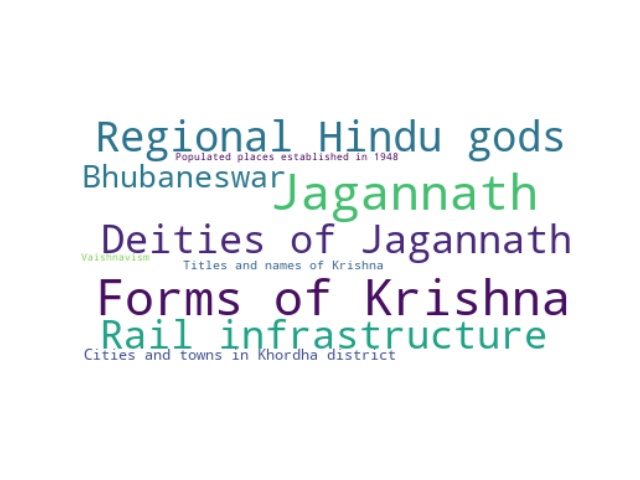 Regional Hindu gods
Populated places established in 1948
Bhubaneswar
Jagannath
Deities of Jagannath
Vaishnavism
Titles and names of Krishna
Forms of Krishna
Rail infrastructure
Cities and towns in Khordha district